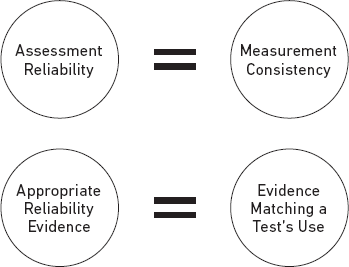 Assessment
Reliability
=
Measurement
Consistency
Appropriate
Reliability
Evidence
=
Evidence
Matching a
Test's Use